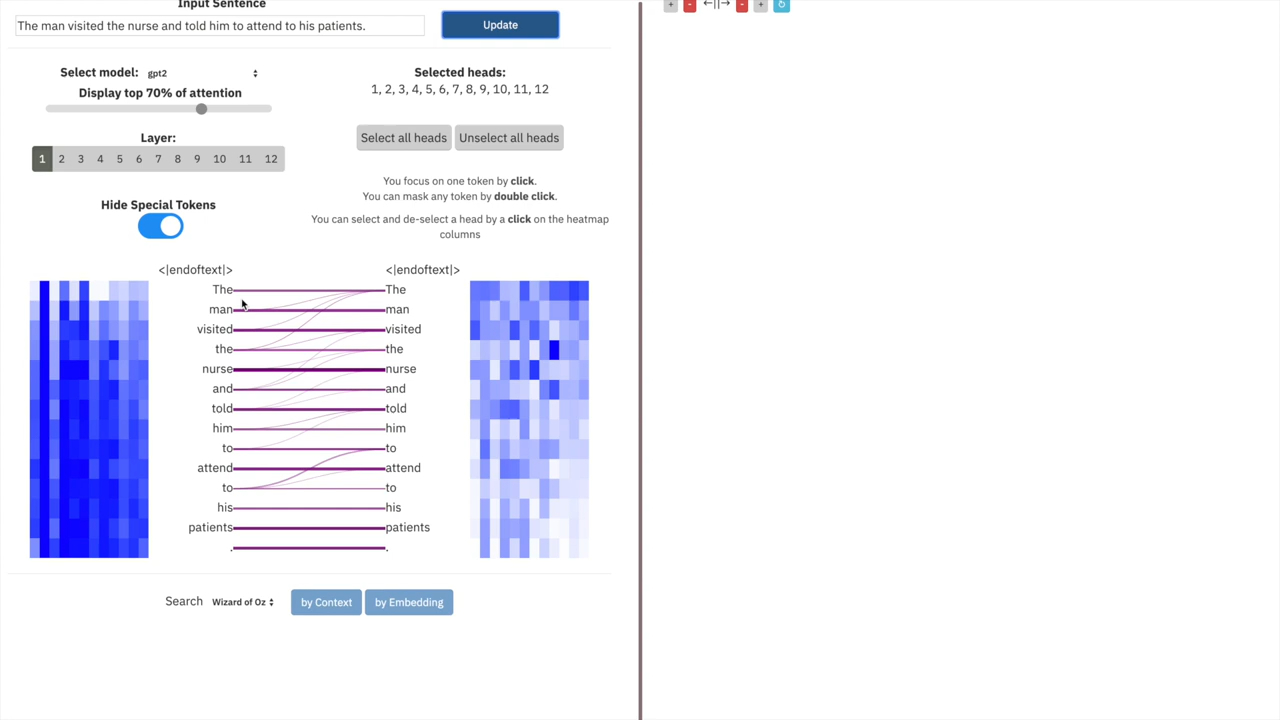 Input Sentence
The man visited the nurse and told him to attend to his patients.
Update
Select model: gpt2
Display top 70% of attention
Layer:
1 2 3 4 5 6 7 8 9 10 11 12
Hide Special Tokens
Selected heads:
1, 2, 3, 4, 5, 6, 7, 8, 9, 10, 11, 12
Select all heads Unselect all heads
You focus on one token by click.
You can mask any token by double click.
You can select and de-select a head by a click on the heatmap
columns
<|endoftext|> <|endoftext|>
The The
man man
visited visited
the the
nurse nurse
and and
told told
him him
to to
attend attend
to to
his his
patients patients
. .
Search Wizard of Oz by Context by Embedding
+ - ←||→ - + ↻